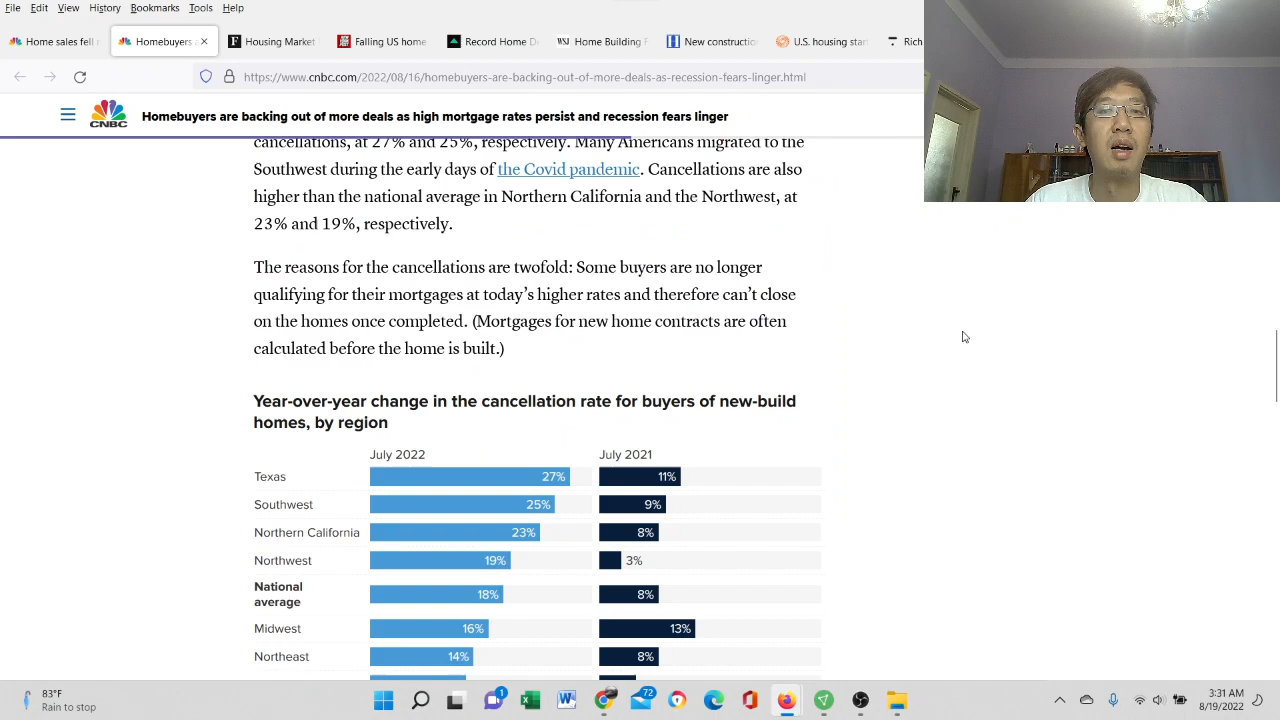 File Edit View History Bookmarks Tools Help
Home sales fell
Homebuyers a
Housing Market
Falling US home
Record Home D
WSJ Home Building F
New constructio
U.S. housing star
Rich
https://www.cnbc.com/2022/08/16/homebuyers-are-backing-out-of-more-deals-as-recession-fears-linger.html
CNBC
Homebuyers are backing out of more deals as high mortgage rates persist and recession fears linger
cancellations, at 27% and 25%, respectively. Many Americans migrated to the
Southwest during the early days of the Covid pandemic. Cancellations are also
higher than the national average in Northern California and the Northwest, at
23% and 19%, respectively.
The reasons for the cancellations are twofold: Some buyers are no longer
qualifying for their mortgages at today’s higher rates and therefore can’t close
on the homes once completed. (Mortgages for new home contracts are often
calculated before the home is built.)
Year-over-year change in the cancellation rate for buyers of new-build
homes, by region
July 2022 July 2021
Texas 27% 11%
Southwest 25% 9%
Northern California 23% 8%
Northwest 19% 3%
National
average 18% 8%
Midwest 16% 13%
Northeast 14% 8%
83°F
Rain to stop
1
72
3:31 AM
8/19/2022